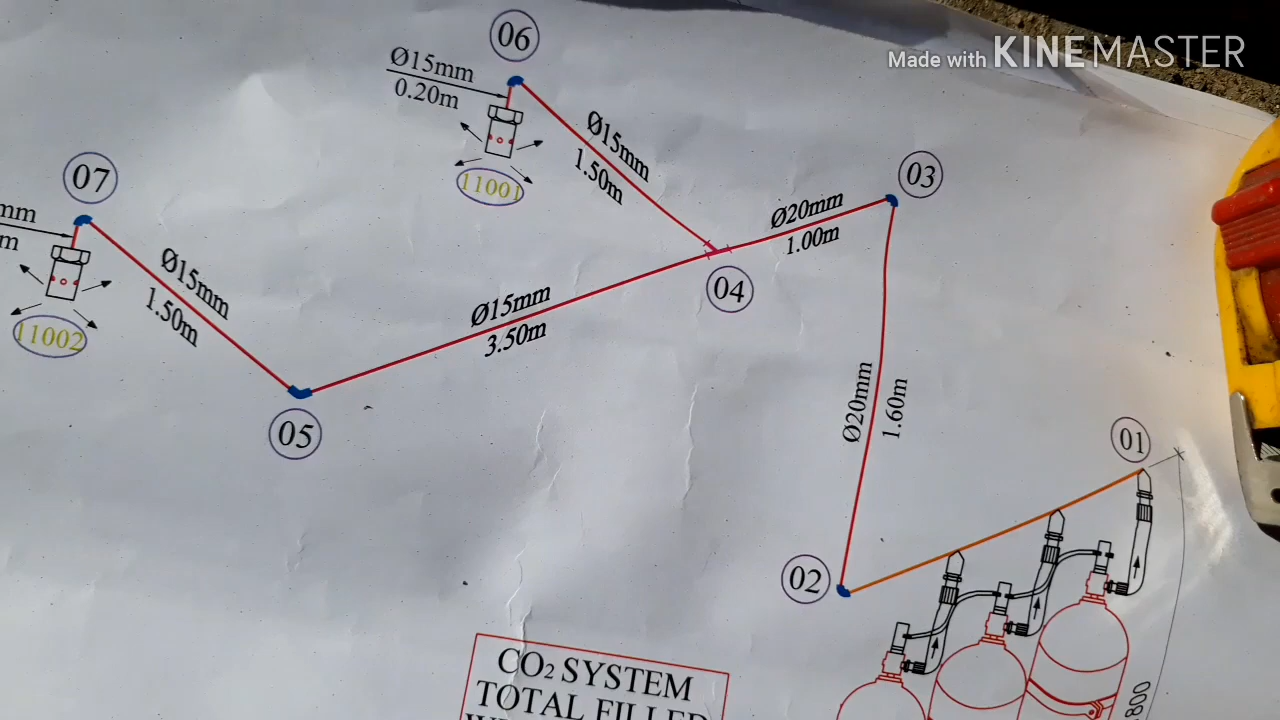 Made with KINEMASTER
06
Ø15mm
0.20m
11001
Ø15mm
1.50m
03
Ø20mm
1.00m
04
07
mm
m
11002
Ø15mm
1.50m
Ø15mm
3.50m
05
Ø20mm
1.60m
01
02
800
CO₂ SYSTEM
TOTAL FILLED